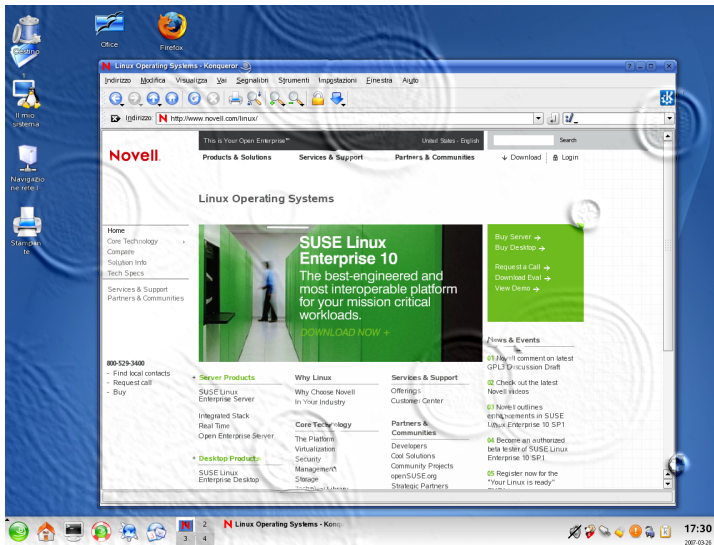 Cestino
Ofice
Firefox
Il mio
sistema
Navigazio
ne rete l
Stampan
te
Linux Operating Systems - Konqueror
Indirizzo Modifica Visualizza Vai Segnalibri Strumenti Impostazioni Finestra Aiuto
Indirizzo: http://www.novell.com/linux/
This is Your Open Enterprise™ United States - English Search
Novell
Products & Solutions Services & Support Partners & Communities Download Login
Linux Operating Systems
Home
Core Technology
Compare
Solution Info
Tech Specs
Services & Support
Partners & Communities
800-529-3400
- Find local contacts
- Request call
- Buy
SUSE Linux
Enterprise 10
The best-engineered and
most interoperable platform
for your mission critical
workloads.
DOWNLOAD NOW +
Buy Server →
Buy Desktop →
Request a Call →
Download Eval →
View Demo →
+ Server Products
SUSE Linux
Enterprise Server
Integrated Stack
Real Time
Open Enterprise Server
+ Desktop Products
SUSE Linux
Enterprise Desktop
Why Linux
Why Choose Novell
In Your Industry
Core Technology
The Platform
Virtualization
Security
Management
Storage
Technical Library
Services & Support
Offerings
Customer Center
Partners &
Communities
Developers
Cool Solutions
Community Projects
openSUSE.org
Strategic Partners
News & Events
01 Novell comment on latest
GPL3 Discussion Draft
02 Check out the latest
Novell videos
03 Novell outlines
enhancements in SUSE
Linux Enterprise 10 SP1
04 Become an authorized
beta tester of SUSE Linux
Enterprise 10 SP1
05 Register now for the
"Your Linux is ready"
N 2
3 4
N Linux Operating Systems - Konq
17:30
2007-03-26